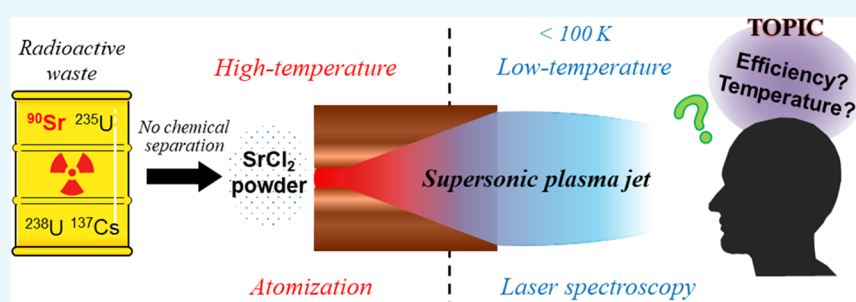 Radioactive
waste
⁹⁰Sr ²³⁵U
²³⁸U ¹³⁷Cs
No chemical
separation
SrCl₂
powder
High-temperature
Atomization
< 100 K
Low-temperature
Supersonic plasma jet
Laser spectroscopy
TOPIC
Efficiency?
Temperature?
?